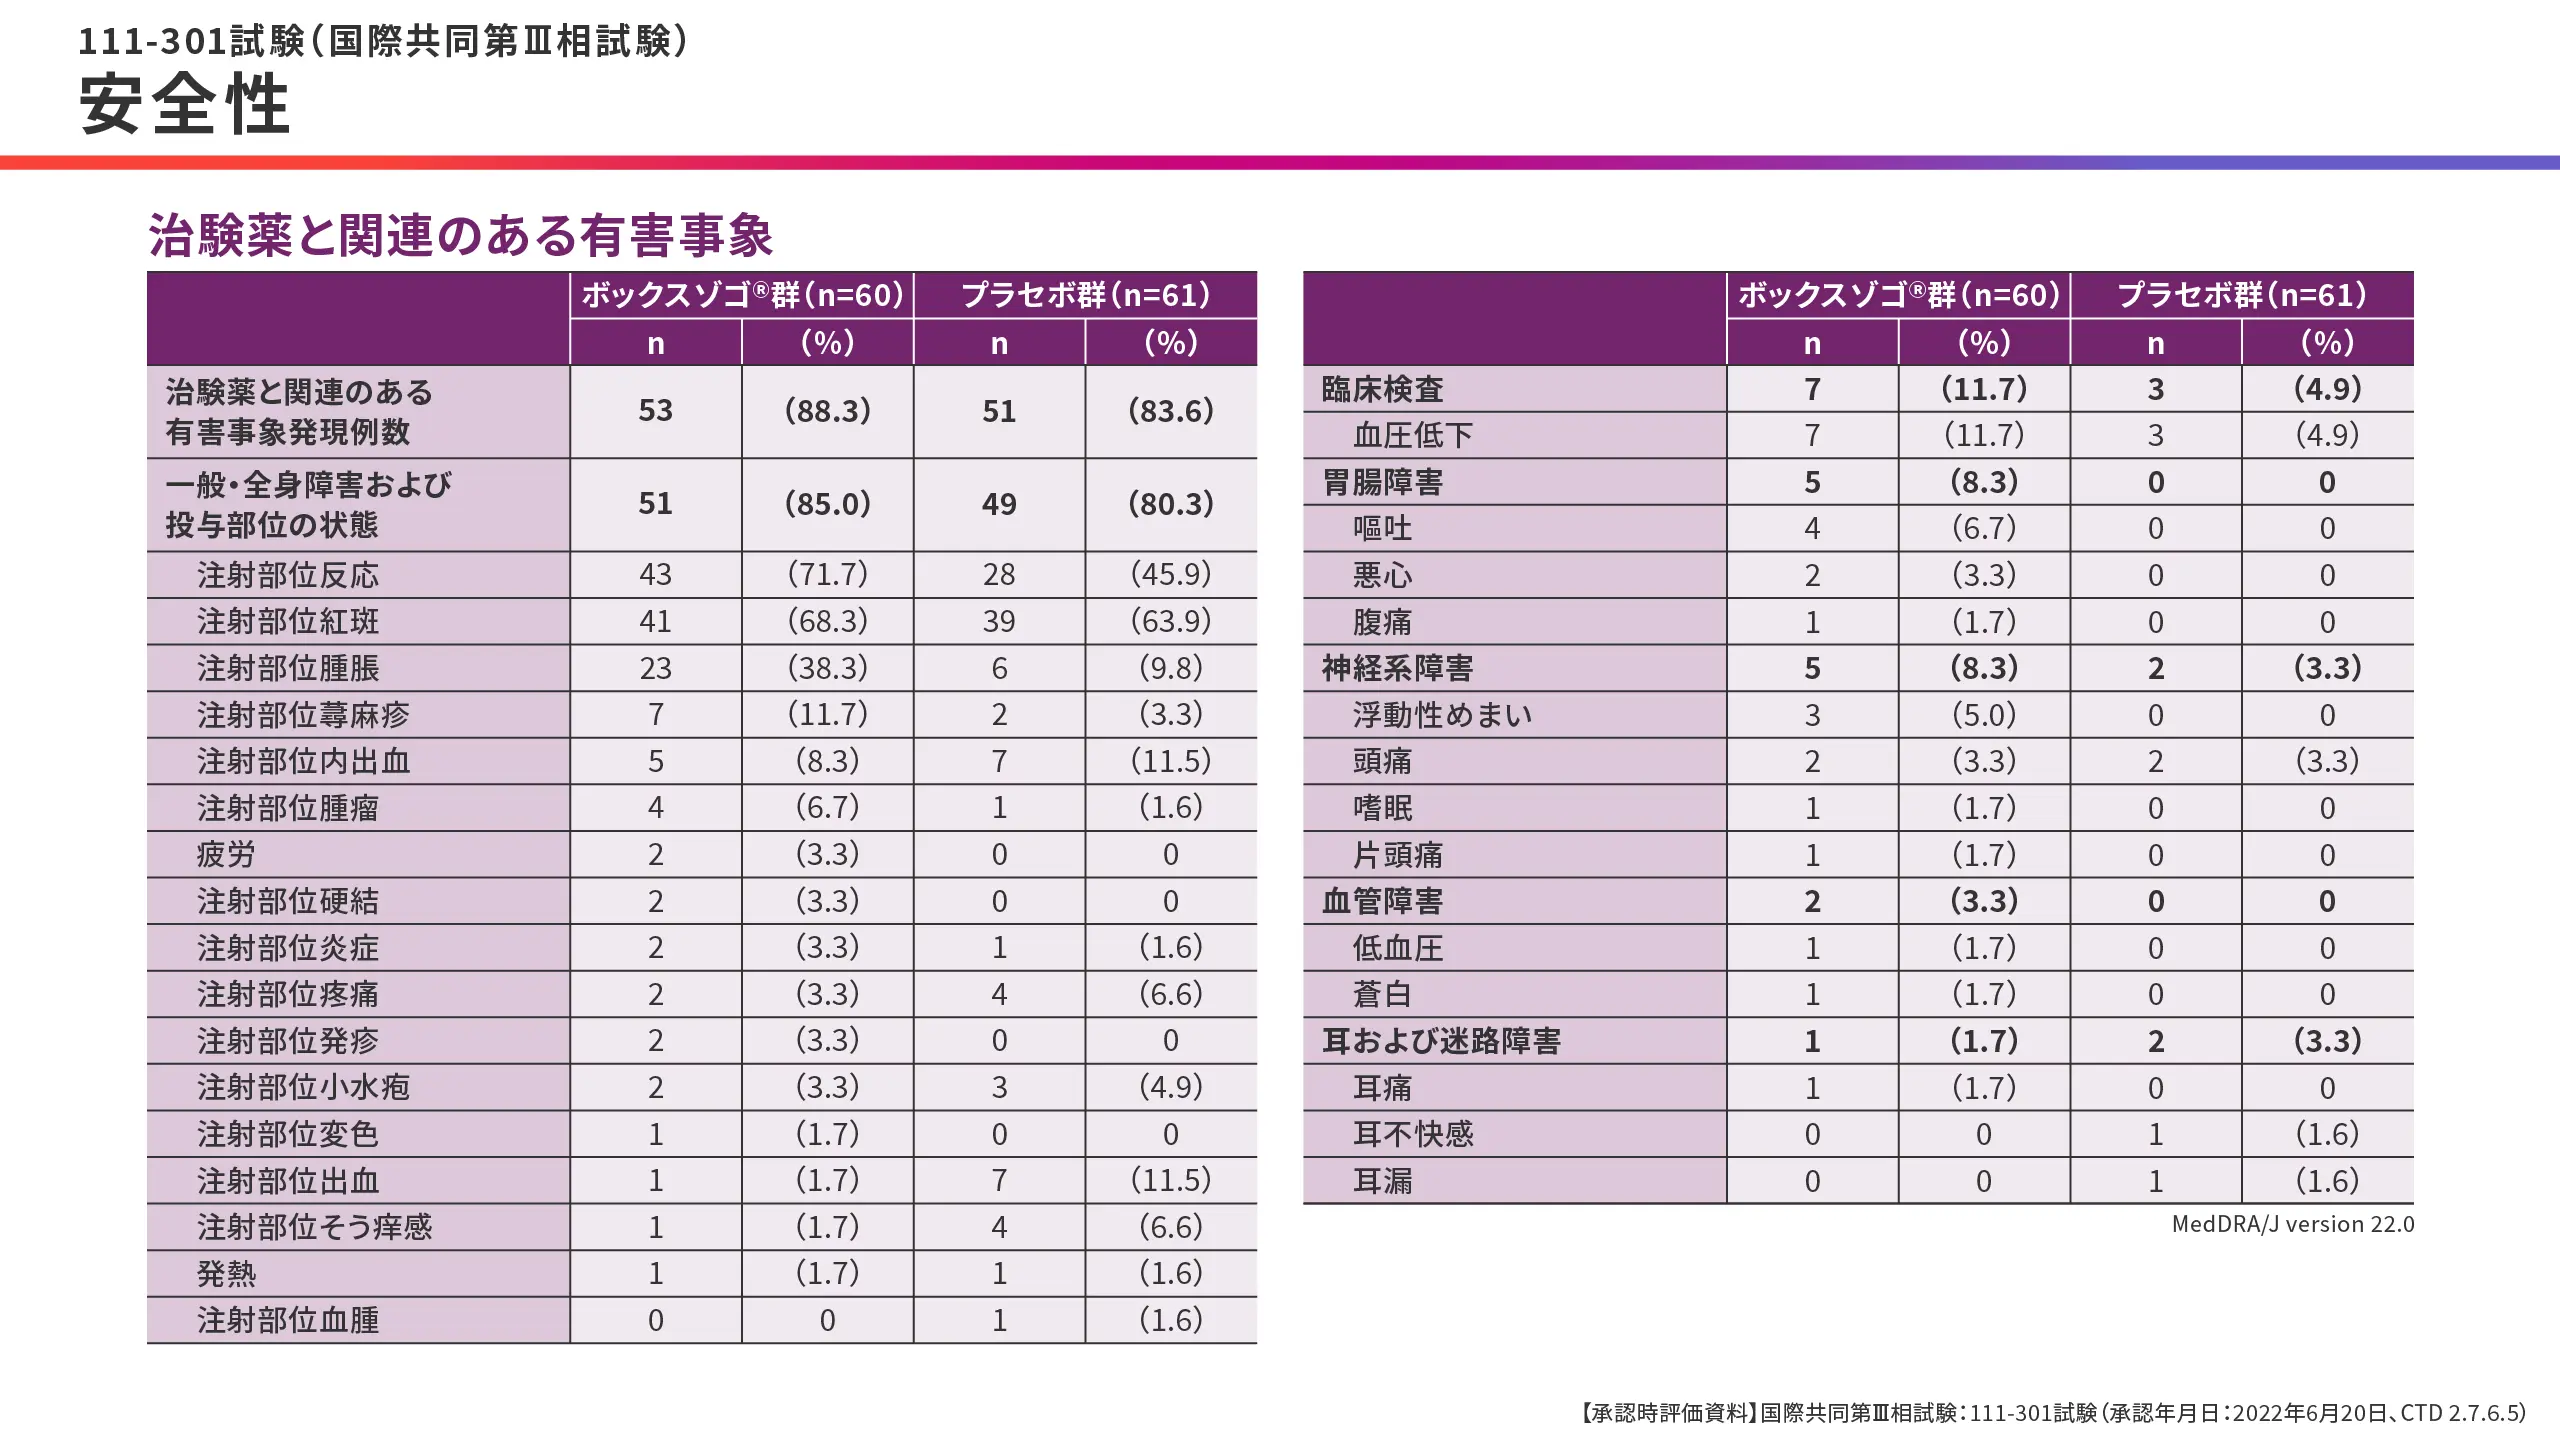 111-301試験（国際共同第Ⅲ相試験）
安全性
治験薬と関連のある有害事象
ボックスゾゴ®群（n=60） プラセボ群（n=61）
n （%） n （%）
治験薬と関連のある
有害事象発現例数 53 （88.3） 51 （83.6）
一般・全身障害および
投与部位の状態 51 （85.0） 49 （80.3）
注射部位反応 43 （71.7） 28 （45.9）
注射部位紅斑 41 （68.3） 39 （63.9）
注射部位腫脹 23 （38.3） 6 （9.8）
注射部位蕁麻疹 7 （11.7） 2 （3.3）
注射部位内出血 5 （8.3） 7 （11.5）
注射部位腫瘤 4 （6.7） 1 （1.6）
疲労 2 （3.3） 0 0
注射部位硬結 2 （3.3） 0 0
注射部位炎症 2 （3.3） 1 （1.6）
注射部位疼痛 2 （3.3） 4 （6.6）
注射部位発疹 2 （3.3） 0 0
注射部位小水疱 2 （3.3） 3 （4.9）
注射部位変色 1 （1.7） 0 0
注射部位出血 1 （1.7） 7 （11.5）
注射部位そう痒感 1 （1.7） 4 （6.6）
発熱 1 （1.7） 1 （1.6）
注射部位血腫 0 0 1 （1.6）
ボックスゾゴ®群（n=60） プラセボ群（n=61）
n （%） n （%）
臨床検査 7 （11.7） 3 （4.9）
血圧低下 7 （11.7） 3 （4.9）
胃腸障害 5 （8.3） 0 0
嘔吐 4 （6.7） 0 0
悪心 2 （3.3） 0 0
腹痛 1 （1.7） 0 0
神経系障害 5 （8.3） 2 （3.3）
浮動性めまい 3 （5.0） 0 0
頭痛 2 （3.3） 2 （3.3）
嗜眠 1 （1.7） 0 0
片頭痛 1 （1.7） 0 0
血管障害 2 （3.3） 0 0
低血圧 1 （1.7） 0 0
蒼白 1 （1.7） 0 0
耳および迷路障害 1 （1.7） 2 （3.3）
耳痛 1 （1.7） 0 0
耳不快感 0 0 1 （1.6）
耳漏 0 0 1 （1.6）
MedDRA/J version 22.0
【承認時評価資料】国際共同第Ⅲ相試験：111-301試験（承認年月日：2022年6月20日、CTD 2.7.6.5）